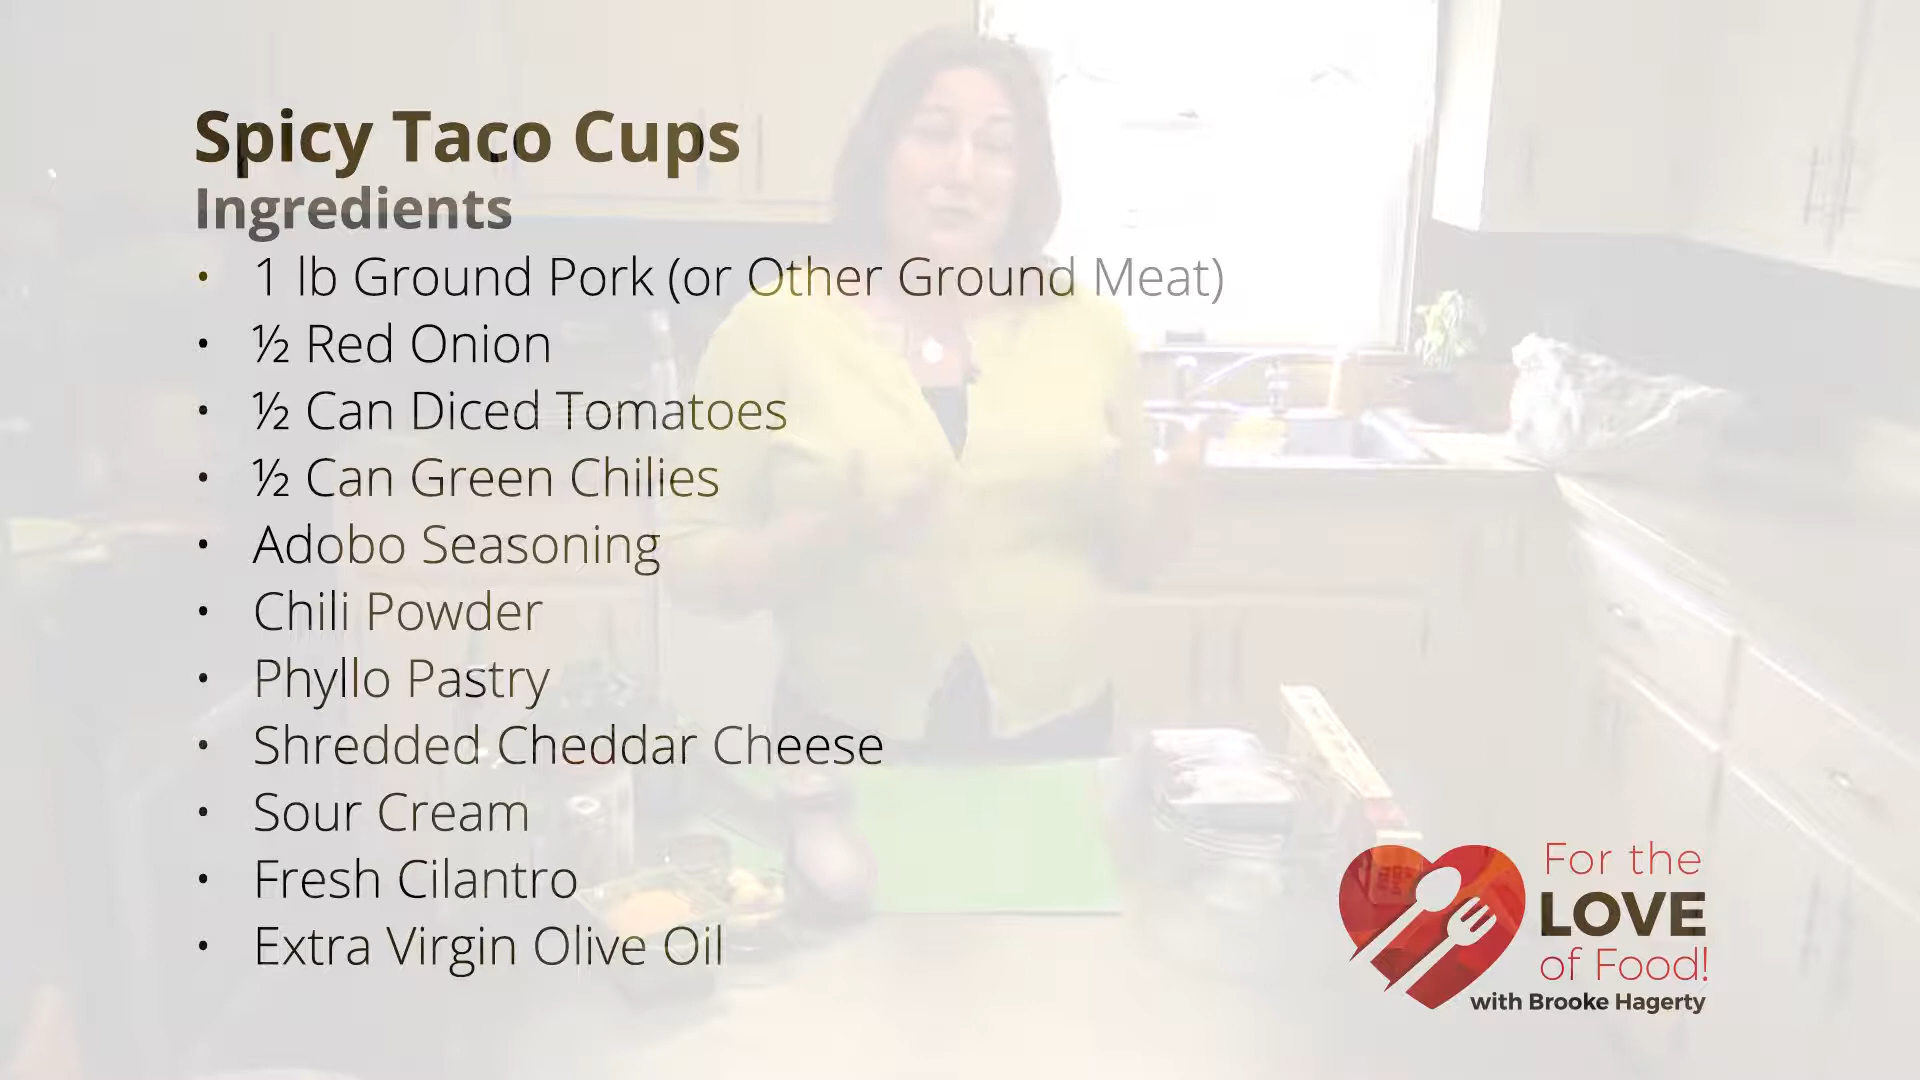 Spicy Taco Cups
Ingredients
• 1 lb Ground Pork (or Other Ground Meat)
• ½ Red Onion
• ½ Can Diced Tomatoes
• ½ Can Green Chilies
• Adobo Seasoning
• Chili Powder
• Phyllo Pastry
• Shredded Cheddar Cheese
• Sour Cream
• Fresh Cilantro
• Extra Virgin Olive Oil
For the
LOVE
of Food!
with Brooke Hagerty